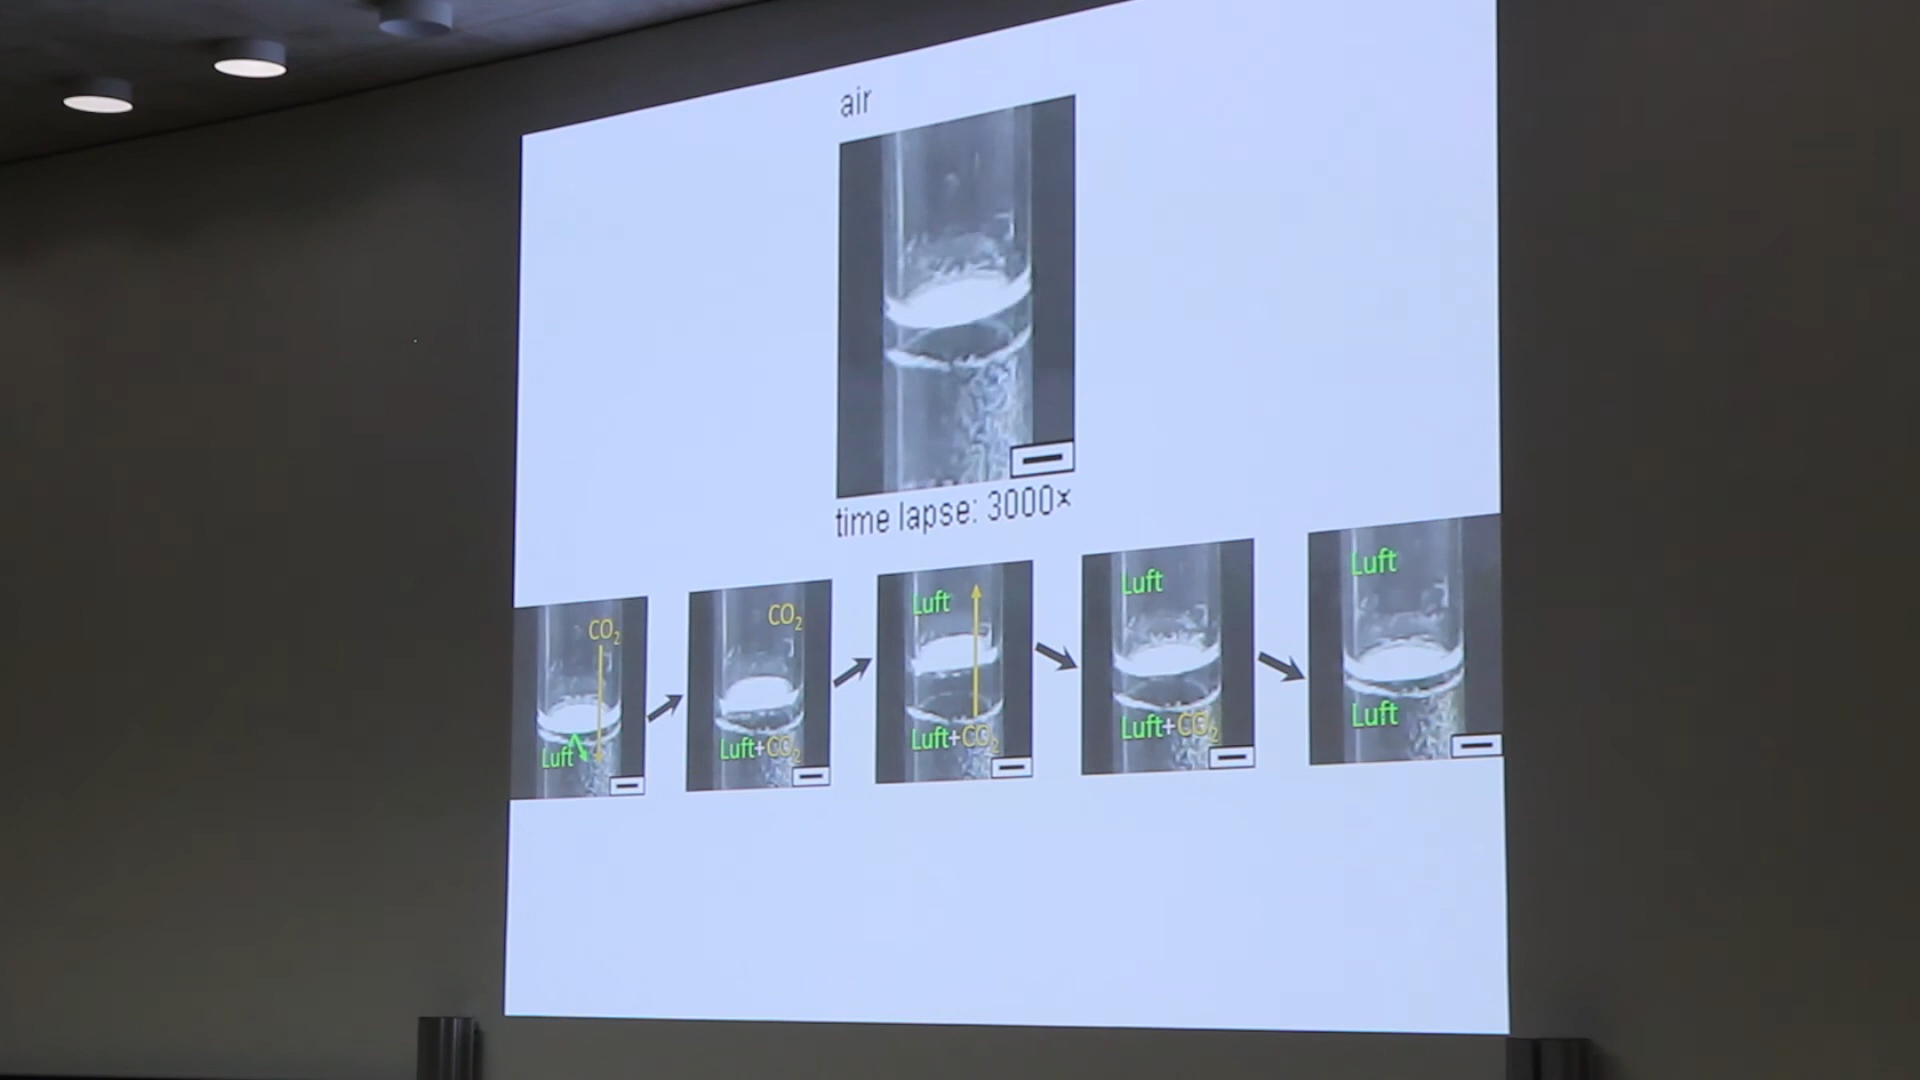 air
time lapse: 3000×
CO₂
Luft
CO₂
Luft+CO₂
Luft
Luft+CO₂
Luft
Luft+CO₂
Luft
Luft